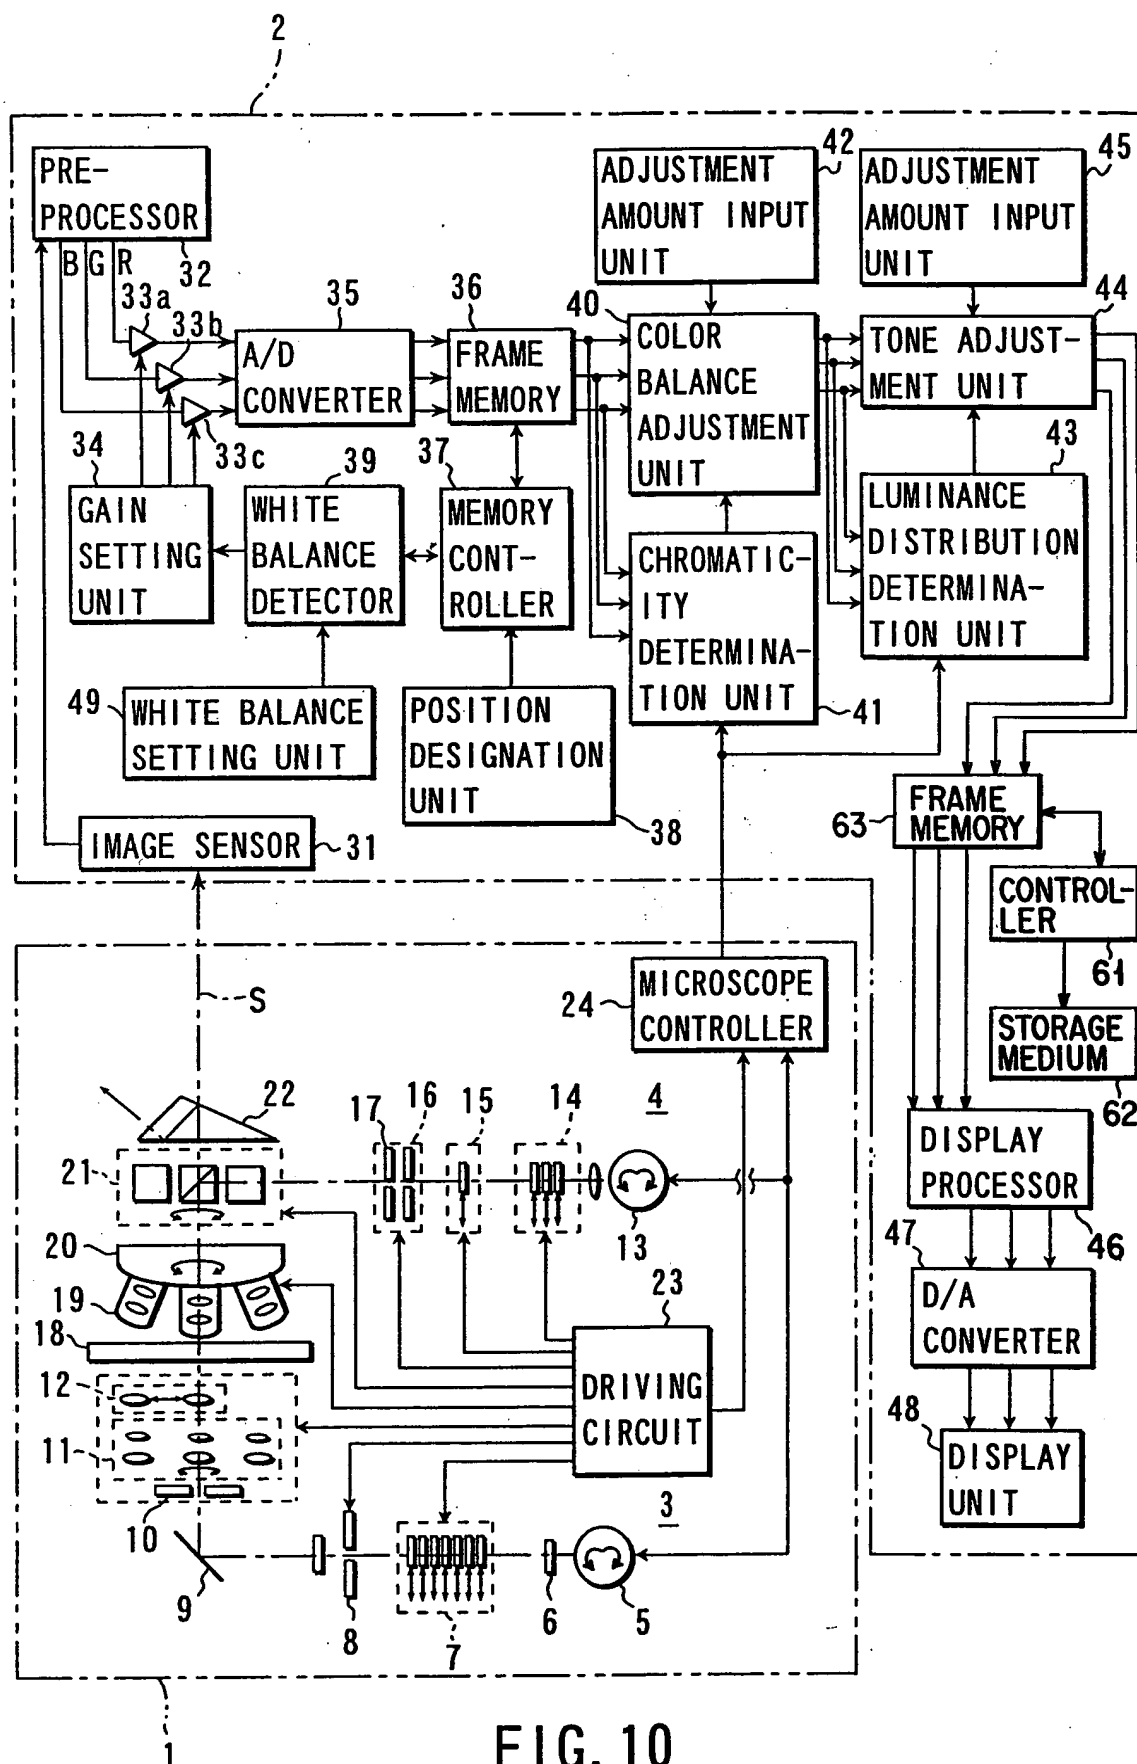 2
PRE-
PROCESSOR
32
B G R
33a
33b
33c
35
A/D
CONVERTER
36
FRAME
MEMORY
42
ADJUSTMENT
AMOUNT INPUT
UNIT
45
ADJUSTMENT
AMOUNT INPUT
UNIT
40
COLOR
BALANCE
ADJUSTMENT
UNIT
44
TONE ADJUST-
MENT UNIT
34
GAIN
SETTING
UNIT
39
WHITE
BALANCE
DETECTOR
37
MEMORY
CONT-
ROLLER
CHROMATIC-
ITY
DETERMINA-
TION UNIT
41
43
LUMINANCE
DISTRIBUTION
DETERMINA-
TION UNIT
49
WHITE BALANCE
SETTING UNIT
POSITION
DESIGNATION
UNIT
38
IMAGE SENSOR
31
63
FRAME
MEMORY
CONTROL-
LER
61
STORAGE
MEDIUM
62
S
24
MICROSCOPE
CONTROLLER
22
17
16
15
14
4
21
13
20
19
18
23
DRIVING
CIRCUIT
12
11
10
9
8
7
6
5
3
DISPLAY
PROCESSOR
46
47
D/A
CONVERTER
48
DISPLAY
UNIT
1
FIG. 10